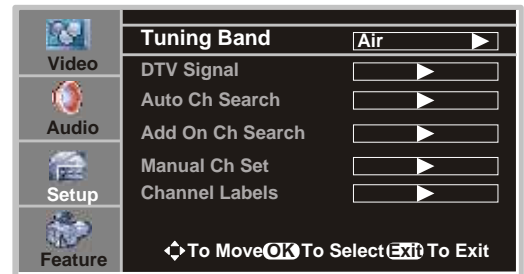 Video
Audio
Setup
Feature
Tuning Band Air
DTV Signal
Auto Ch Search
Add On Ch Search
Manual Ch Set
Channel Labels
To Move OK To Select Exit To Exit